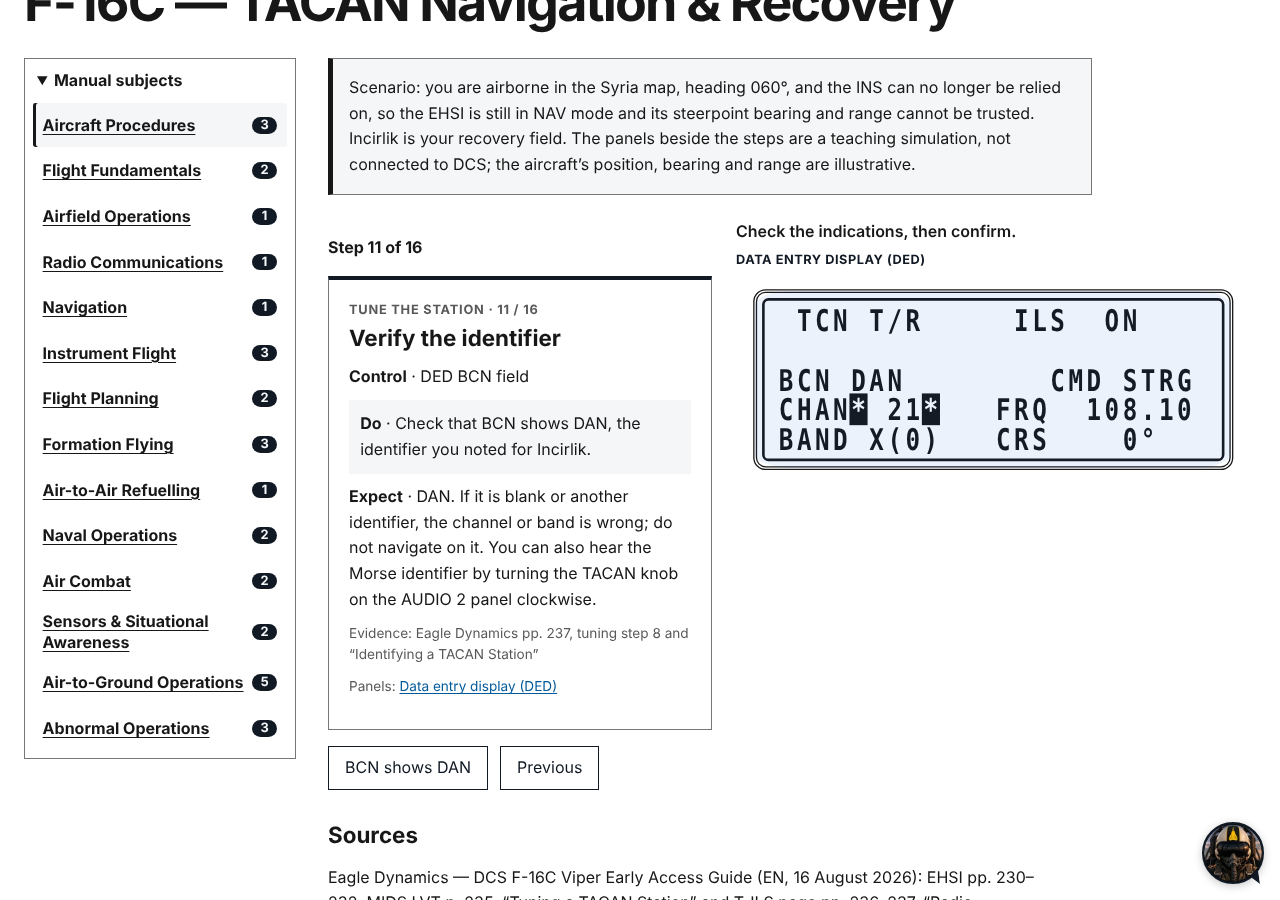 F-16C — TACAN Navigation & Recovery
▼ Manual subjects
Aircraft Procedures 3
Flight Fundamentals 2
Airfield Operations 1
Radio Communications 1
Navigation 1
Instrument Flight 3
Flight Planning 2
Formation Flying 3
Air-to-Air Refuelling 1
Naval Operations 2
Air Combat 2
Sensors & Situational
Awareness 2
Air-to-Ground Operations 5
Abnormal Operations 3
Scenario: you are airborne in the Syria map, heading 060°, and the INS can no longer be relied
on, so the EHSI is still in NAV mode and its steerpoint bearing and range cannot be trusted.
Incirlik is your recovery field. The panels beside the steps are a teaching simulation, not
connected to DCS; the aircraft’s position, bearing and range are illustrative.
Step 11 of 16
TUNE THE STATION · 11 / 16
Verify the identifier
Control · DED BCN field
Do · Check that BCN shows DAN, the
identifier you noted for Incirlik.
Expect · DAN. If it is blank or another
identifier, the channel or band is wrong; do
not navigate on it. You can also hear the
Morse identifier by turning the TACAN knob
on the AUDIO 2 panel clockwise.
Evidence: Eagle Dynamics pp. 237, tuning step 8 and
“Identifying a TACAN Station”
Panels: Data entry display (DED)
BCN shows DAN
Previous
Check the indications, then confirm.
DATA ENTRY DISPLAY (DED)
TCN T/R ILS ON
BCN DAN CMD STRG
CHAN* 21* FRQ 108.10
BAND X(0) CRS 0°
Sources
Eagle Dynamics — DCS F-16C Viper Early Access Guide (EN, 16 August 2026): EHSI pp. 230–